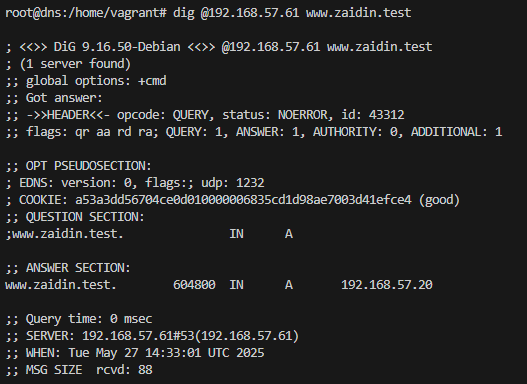 root@dns:/home/vagrant# dig @192.168.57.61 www.zaidin.test
; <<>> DiG 9.16.50-Debian <<>> @192.168.57.61 www.zaidin.test
; (1 server found)
;; global options: +cmd
;; Got answer:
;; ->>HEADER<<- opcode: QUERY, status: NOERROR, id: 43312
;; flags: qr aa rd ra; QUERY: 1, ANSWER: 1, AUTHORITY: 0, ADDITIONAL: 1
;; OPT PSEUDOSECTION:
; EDNS: version: 0, flags:; udp: 1232
; COOKIE: a53a3dd56704ce0d010000006835cd1d98ae7003d41efce4 (good)
;; QUESTION SECTION:
;www.zaidin.test. IN A
;; ANSWER SECTION:
www.zaidin.test. 604800 IN A 192.168.57.20
;; Query time: 0 msec
;; SERVER: 192.168.57.61#53(192.168.57.61)
;; WHEN: Tue May 27 14:33:01 UTC 2025
;; MSG SIZE rcvd: 88